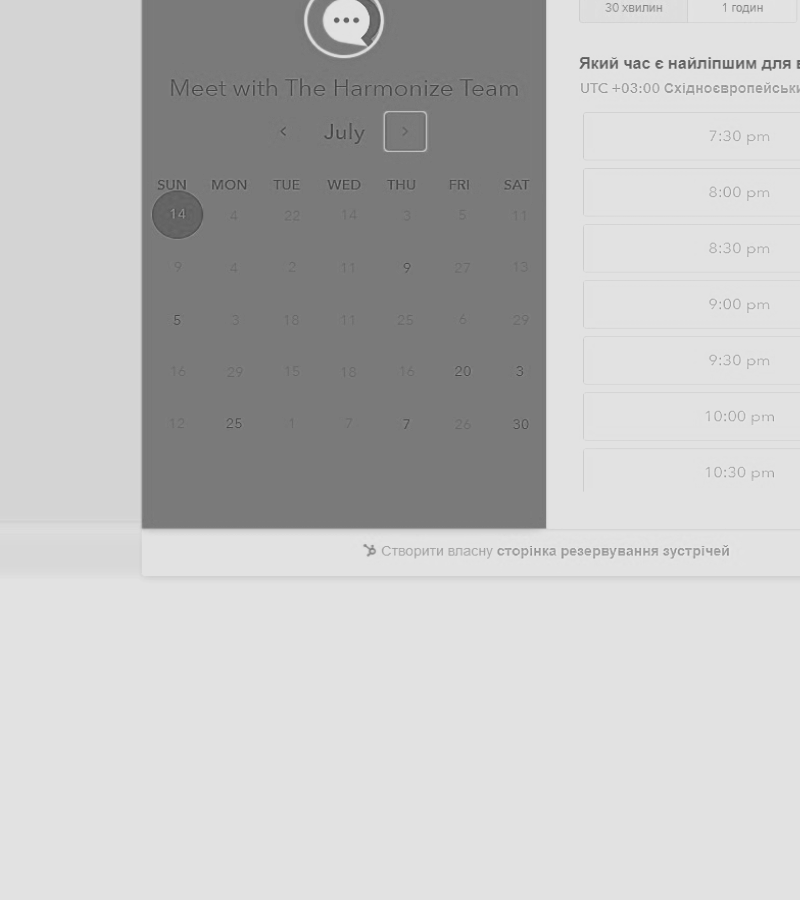 30 хвилин 1 годин
Який час є найліпшим для в
UTC +03:00 Східноєвропейськи
Meet with The Harmonize Team
July
SUN MON TUE WED THU FRI SAT
14 4 22 14 3 5 11
9 4 2 11 9 27 13
5 3 18 11 25 6 29
16 29 15 18 16 20 3
12 25 1 7 7 26 30
7:30 pm
8:00 pm
8:30 pm
9:00 pm
9:30 pm
10:00 pm
10:30 pm
Створити власну сторінка резервування зустрічей